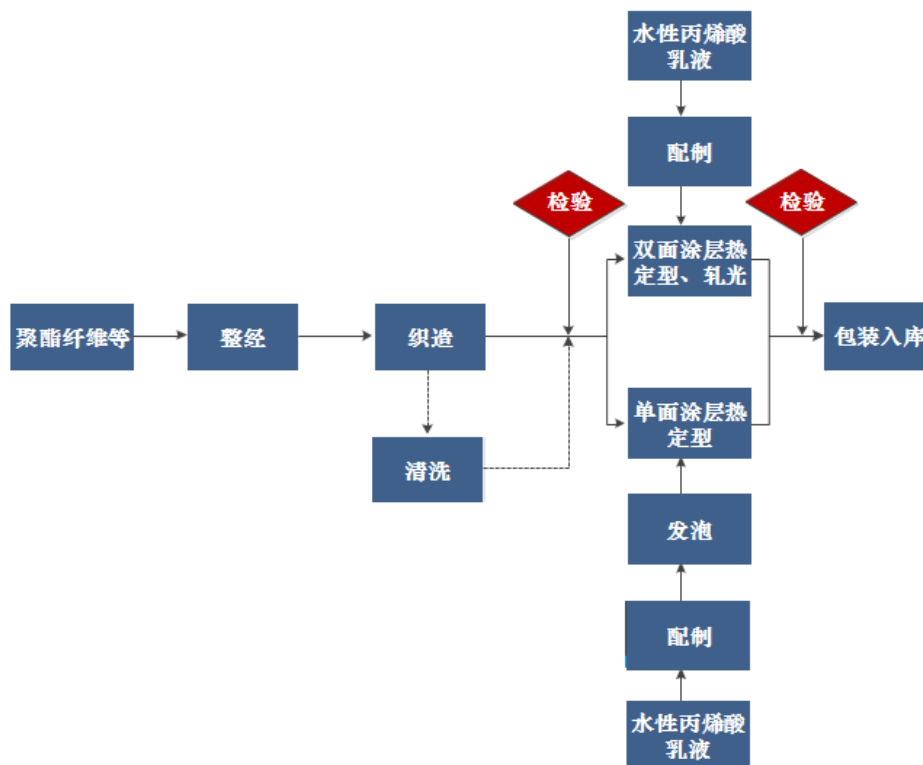 水性丙烯酸
乳液
配制
检验
检验
双面涂层热
定型、轧光
聚酯纤维等
整经
织造
包装入库
单面涂层热
定型
清洗
发泡
配制
水性丙烯酸
乳液